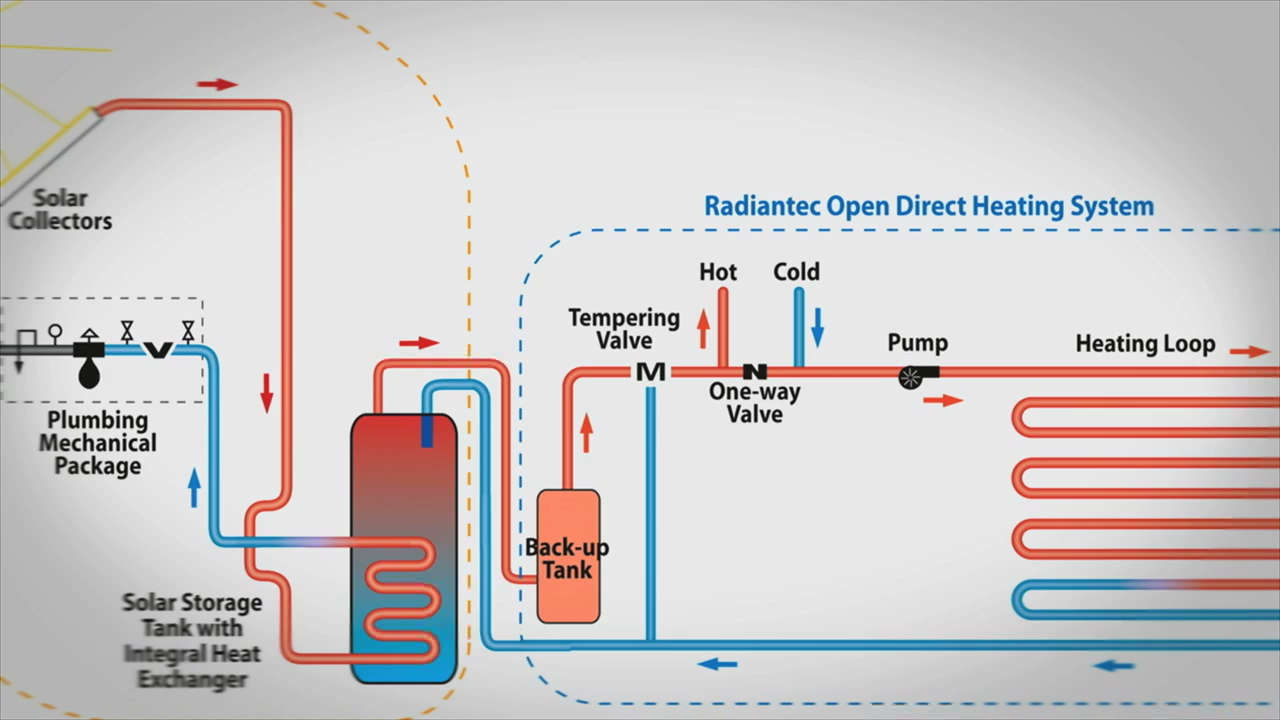 Radiantec Open Direct Heating System
Solar
Collectors
Hot
Cold
Tempering
Valve
Pump
Heating Loop
M
N
One-way
Valve
Plumbing
Mechanical
Package
Back-up
Tank
Solar Storage
Tank with
Integral Heat
Exchanger